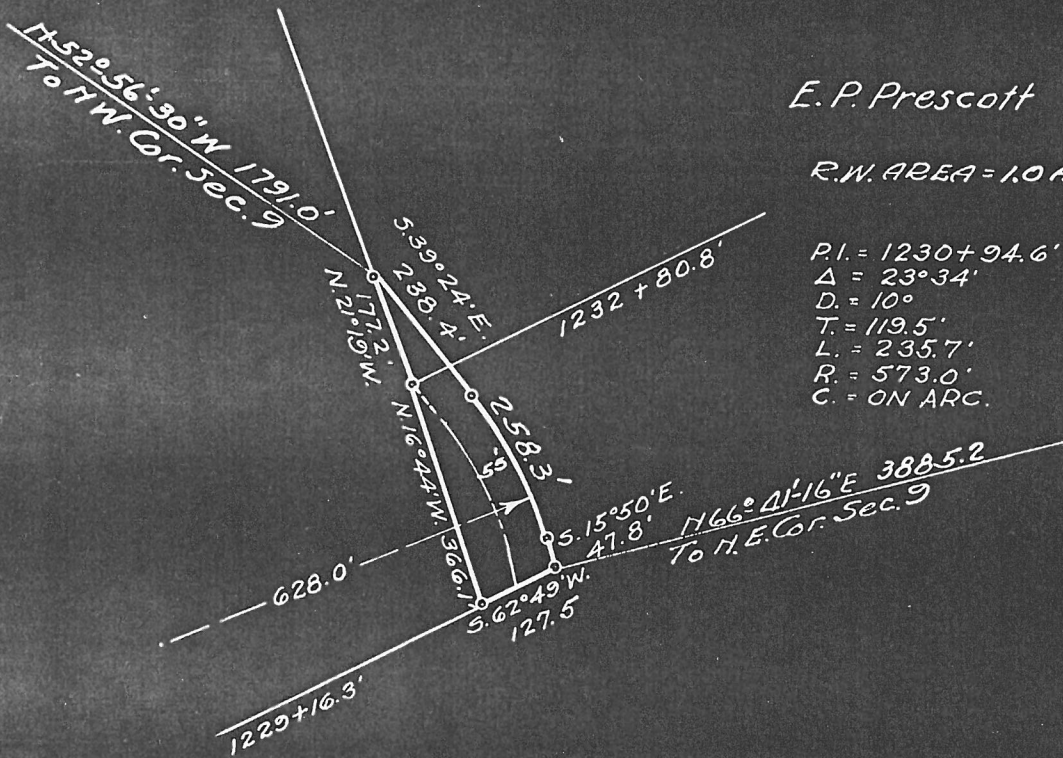 N.52°-56'-30"W 1791.0'
To N.W. Cor. Sec. 9
E.P. Prescott
R.W. AREA = 1.0 A
S.39°24'E.
238.4'
177.2'
N.21°19'W.
1232 + 80.8'
P.I. = 1230+94.6'
Δ = 23°34'
D. = 10°
T. = 119.5'
L. = 235.7'
R. = 573.0'
C. = ON ARC.
N.16°44'W. 366.1'
258.3'
55'
S.15°50'E.
47.8'
N66°-41'-16"E 3885.2
To N.E. Cor. Sec. 9
628.0'
S.62°49'W.
127.5
1229+16.3'